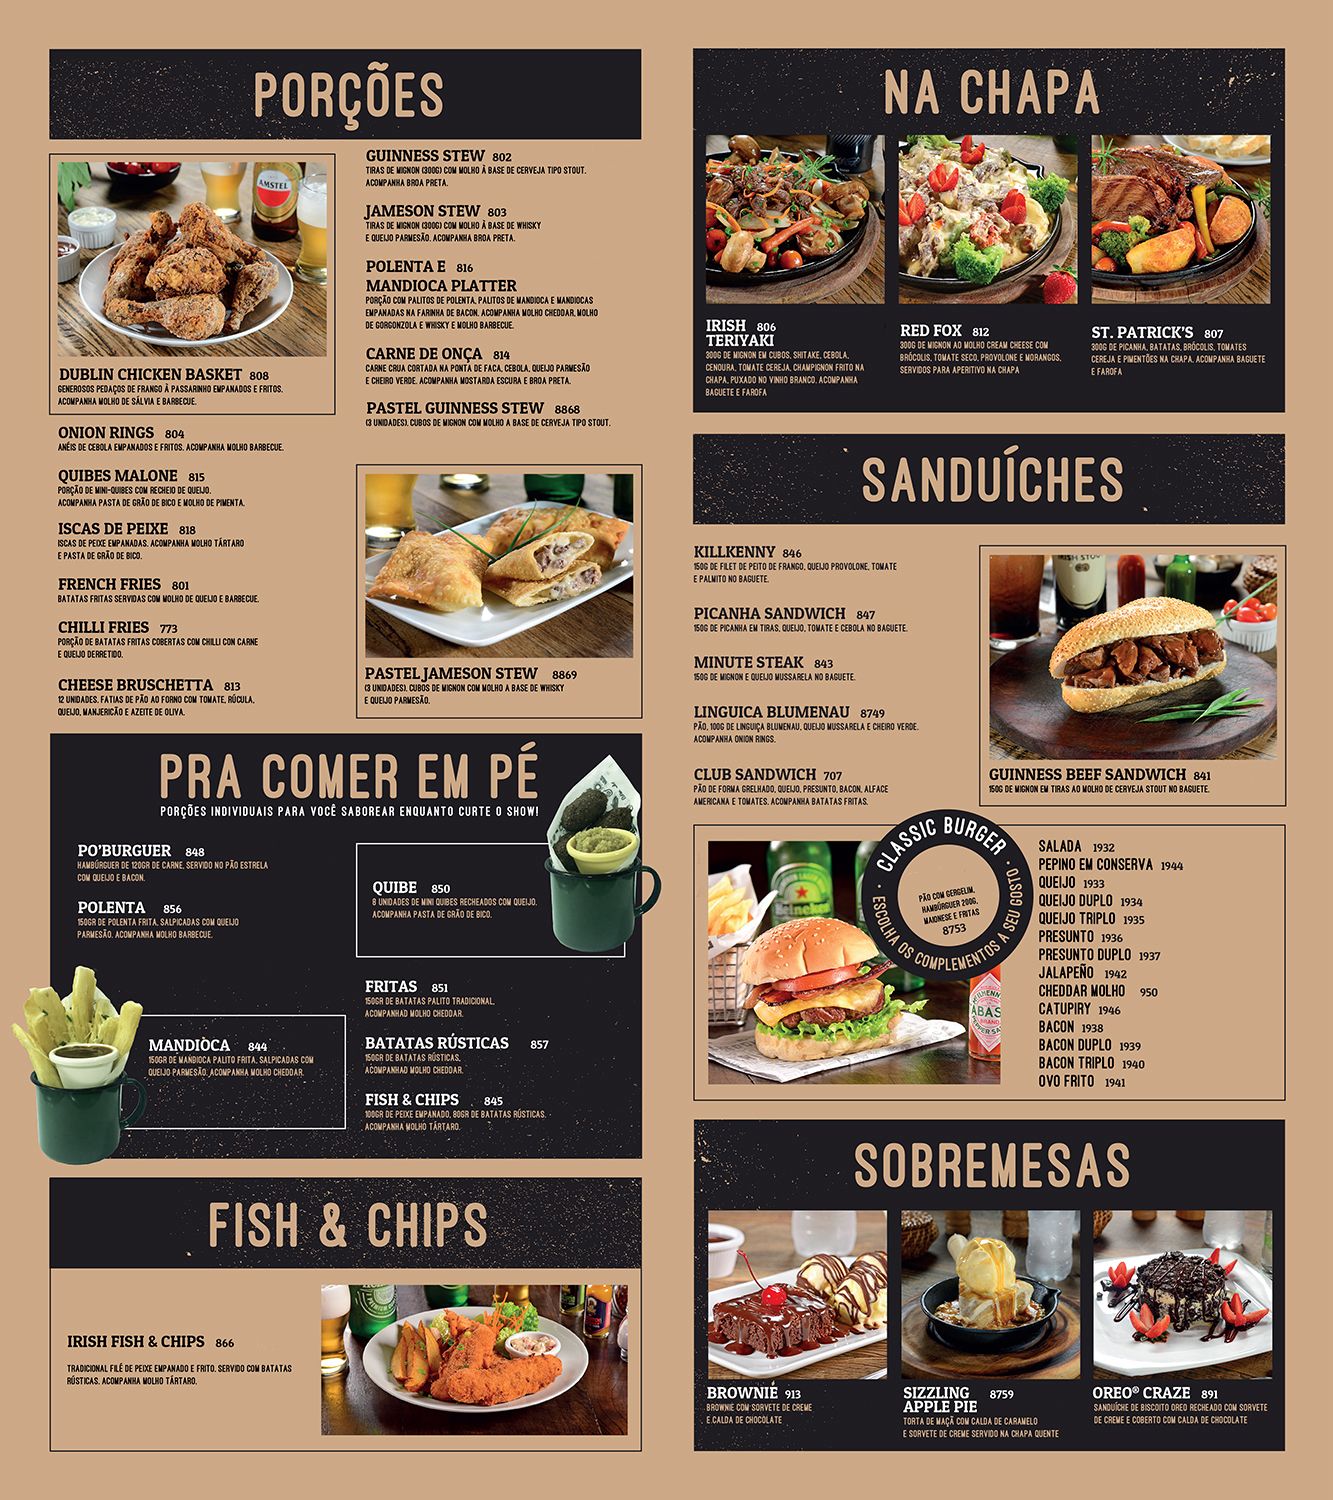 PORÇÕES
DUBLIN CHICKEN BASKET 808
GENEROSOS PEDAÇOS DE FRANGO À PASSARINHO EMPANADOS E FRITOS.
ACOMPANHA MOLHO DE SÁLVIA E BARBECUE.
ONION RINGS 804
ANÉIS DE CEBOLA EMPANADOS E FRITOS. ACOMPANHA MOLHO BARBECUE.
QUIBES MALONE 815
PORÇÃO DE MINI-QUIBES COM RECHEIO DE QUEIJO.
ACOMPANHA PASTA DE GRÃO DE BICO E MOLHO DE PIMENTA.
ISCAS DE PEIXE 818
ISCAS DE PEIXE EMPANADAS. ACOMPANHA MOLHO TÁRTARO
E PASTA DE GRÃO DE BICO.
FRENCH FRIES 801
BATATAS FRITAS SERVIDAS COM MOLHO DE QUEIJO E BARBECUE.
CHILLI FRIES 773
PORÇÃO DE BATATAS FRITAS COBERTAS COM CHILLI CON CARNE
E QUEIJO DERRETIDO.
CHEESE BRUSCHETTA 813
12 UNIDADES. FATIAS DE PÃO AO FORNO COM TOMATE, RÚCULA,
QUEIJO, MANJERICÃO E AZEITE DE OLIVA.
GUINNESS STEW 802
TIRAS DE MIGNON (300G) COM MOLHO À BASE DE CERVEJA TIPO STOUT.
ACOMPANHA BROA PRETA.
JAMESON STEW 803
TIRAS DE MIGNON (300G) COM MOLHO À BASE DE WHISKY
E QUEIJO PARMESÃO. ACOMPANHA BROA PRETA.
POLENTA E 816
MANDIOCA PLATTER
PORÇÃO COM PALITOS DE POLENTA, PALITOS DE MANDIOCA E MANDIOCAS
EMPANADAS NA FARINHA DE BACON. ACOMPANHA MOLHO CHEDDAR, MOLHO
DE GORGONZOLA E WHISKY E MOLHO BARBECUE.
CARNE DE ONÇA 814
CARNE CRUA CORTADA NA PONTA DE FACA, CEBOLA, QUEIJO PARMESÃO
E CHEIRO VERDE. ACOMPANHA MOSTARDA ESCURA E BROA PRETA.
PASTEL GUINNESS STEW 8868
(3 UNIDADES). CUBOS DE MIGNON COM MOLHO A BASE DE CERVEJA TIPO STOUT.
PASTEL JAMESON STEW 8869
(3 UNIDADES). CUBOS DE MIGNON COM MOLHO A BASE DE WHISKY
E QUEIJO PARMESÃO.
AMSTEL
PRA COMER EM PÉ
PORÇÕES INDIVIDUAIS PARA VOCÊ SABOREAR ENQUANTO CURTE O SHOW!
PO'BURGUER 848
HAMBÚRGUER DE 120GR DE CARNE, SERVIDO NO PÃO ESTRELA
COM QUEIJO E BACON.
POLENTA 856
150GR DE POLENTA FRITA, SALPICADAS COM QUEIJO
PARMESÃO. ACOMPANHA MOLHO BARBECUE.
QUIBE 850
8 UNIDADES DE MINI QUIBES RECHEADOS COM QUEIJO.
ACOMPANHA PASTA DE GRÃO DE BICO.
MANDIOCA 844
150GR DE MANDIOCA PALITO FRITA, SALPICADAS COM
QUEIJO PARMESÃO. ACOMPANHA MOLHO CHEDDAR.
FRITAS 851
150GR DE BATATAS PALITO TRADICIONAL,
ACOMPANHAD MOLHO CHEDDAR.
BATATAS RÚSTICAS 857
150GR DE BATATAS RÚSTICAS,
ACOMPANHAD MOLHO CHEDDAR.
FISH & CHIPS 845
100GR DE PEIXE EMPANADO, 80GR DE BATATAS RÚSTICAS.
ACOMPANHA MOLHO TÁRTARO.
FISH & CHIPS
IRISH FISH & CHIPS 866
TRADICIONAL FILÉ DE PEIXE EMPANADO E FRITO. SERVIDO COM BATATAS
RÚSTICAS. ACOMPANHA MOLHO TÁRTARO.
NA CHAPA
IRISH 806
TERIYAKI
300G DE MIGNON EM CUBOS, SHITAKE, CEBOLA,
CENOURA, TOMATE CEREJA, CHAMPIGNON FRITO NA
CHAPA, PUXADO NO VINHO BRANCO. ACOMPANHA
BAGUETE E FAROFA
RED FOX 812
300G DE MIGNON AO MOLHO CREAM CHEESE COM
BRÓCOLIS, TOMATE SECO, PROVOLONE E MORANGOS.
SERVIDOS PARA APERITIVO NA CHAPA
ST. PATRICK'S 807
300G DE PICANHA, BATATAS, BRÓCOLIS, TOMATES
CEREJA E PIMENTÕES NA CHAPA. ACOMPANHA BAGUETE
E FAROFA
SANDUÍCHES
KILLKENNY 846
150G DE FILET DE PEITO DE FRANGO, QUEIJO PROVOLONE, TOMATE
E PALMITO NO BAGUETE.
PICANHA SANDWICH 847
150G DE PICANHA EM TIRAS, QUEIJO, TOMATE E CEBOLA NO BAGUETE.
MINUTE STEAK 843
150G DE MIGNON E QUEIJO MUSSARELA NO BAGUETE.
LINGUICA BLUMENAU 8749
PÃO, 100G DE LINGUIÇA BLUMENAU, QUEIJO MUSSARELA E CHEIRO VERDE.
ACOMPANHA ONION RINGS.
CLUB SANDWICH 707
PÃO DE FORMA GRELHADO, QUEIJO, PRESUNTO, BACON, ALFACE
AMERICANA E TOMATES. ACOMPANHA BATATAS FRITAS.
GUINNESS BEEF SANDWICH 841
150G DE MIGNON EM TIRAS AO MOLHO DE CERVEJA STOUT NO BAGUETE.
CLASSIC BURGER
· ESCOLHA OS COMPLEMENTOS A SEU GOSTO ·
PÃO COM GERGELIM,
HAMBÚRGUER 200G,
MAIONESE E FRITAS
8753
Heineken
SALADA 1932
PEPINO EM CONSERVA 1944
QUEIJO 1933
QUEIJO DUPLO 1934
QUEIJO TRIPLO 1935
PRESUNTO 1936
PRESUNTO DUPLO 1937
JALAPEÑO 1942
CHEDDAR MOLHO 950
CATUPIRY 1946
BACON 1938
BACON DUPLO 1939
BACON TRIPLO 1940
OVO FRITO 1941
SOBREMESAS
BROWNIE 913
BROWNIE COM SORVETE DE CREME
E CALDA DE CHOCOLATE
SIZZLING 8759
APPLE PIE
TORTA DE MAÇÃ COM CALDA DE CARAMELO
E SORVETE DE CREME SERVIDO NA CHAPA QUENTE
OREO® CRAZE 891
SANDUÍCHE DE BISCOITO OREO RECHEADO COM SORVETE
DE CREME E COBERTO COM CALDA DE CHOCOLATE